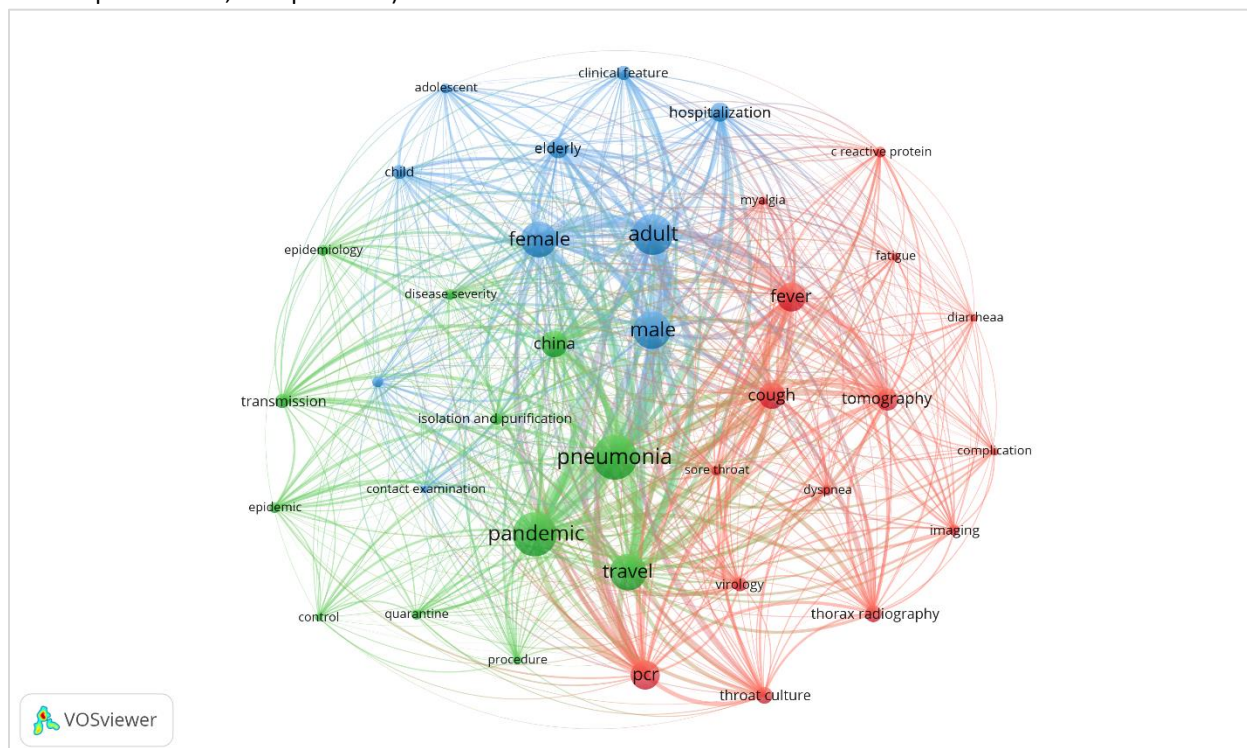 clinical feature
adolescent
hospitalization
elderly
c reactive protein
child
myalgia
female
adult
epidemiology
fatigue
disease severity
fever
diarrheaa
male
china
cough
tomography
transmission
isolation and purification
complication
pneumonia
sore throat
contact examination
dyspnea
epidemic
imaging
pandemic
travel
virology
control
quarantine
thorax radiography
procedure
pcr
throat culture
VOSviewer